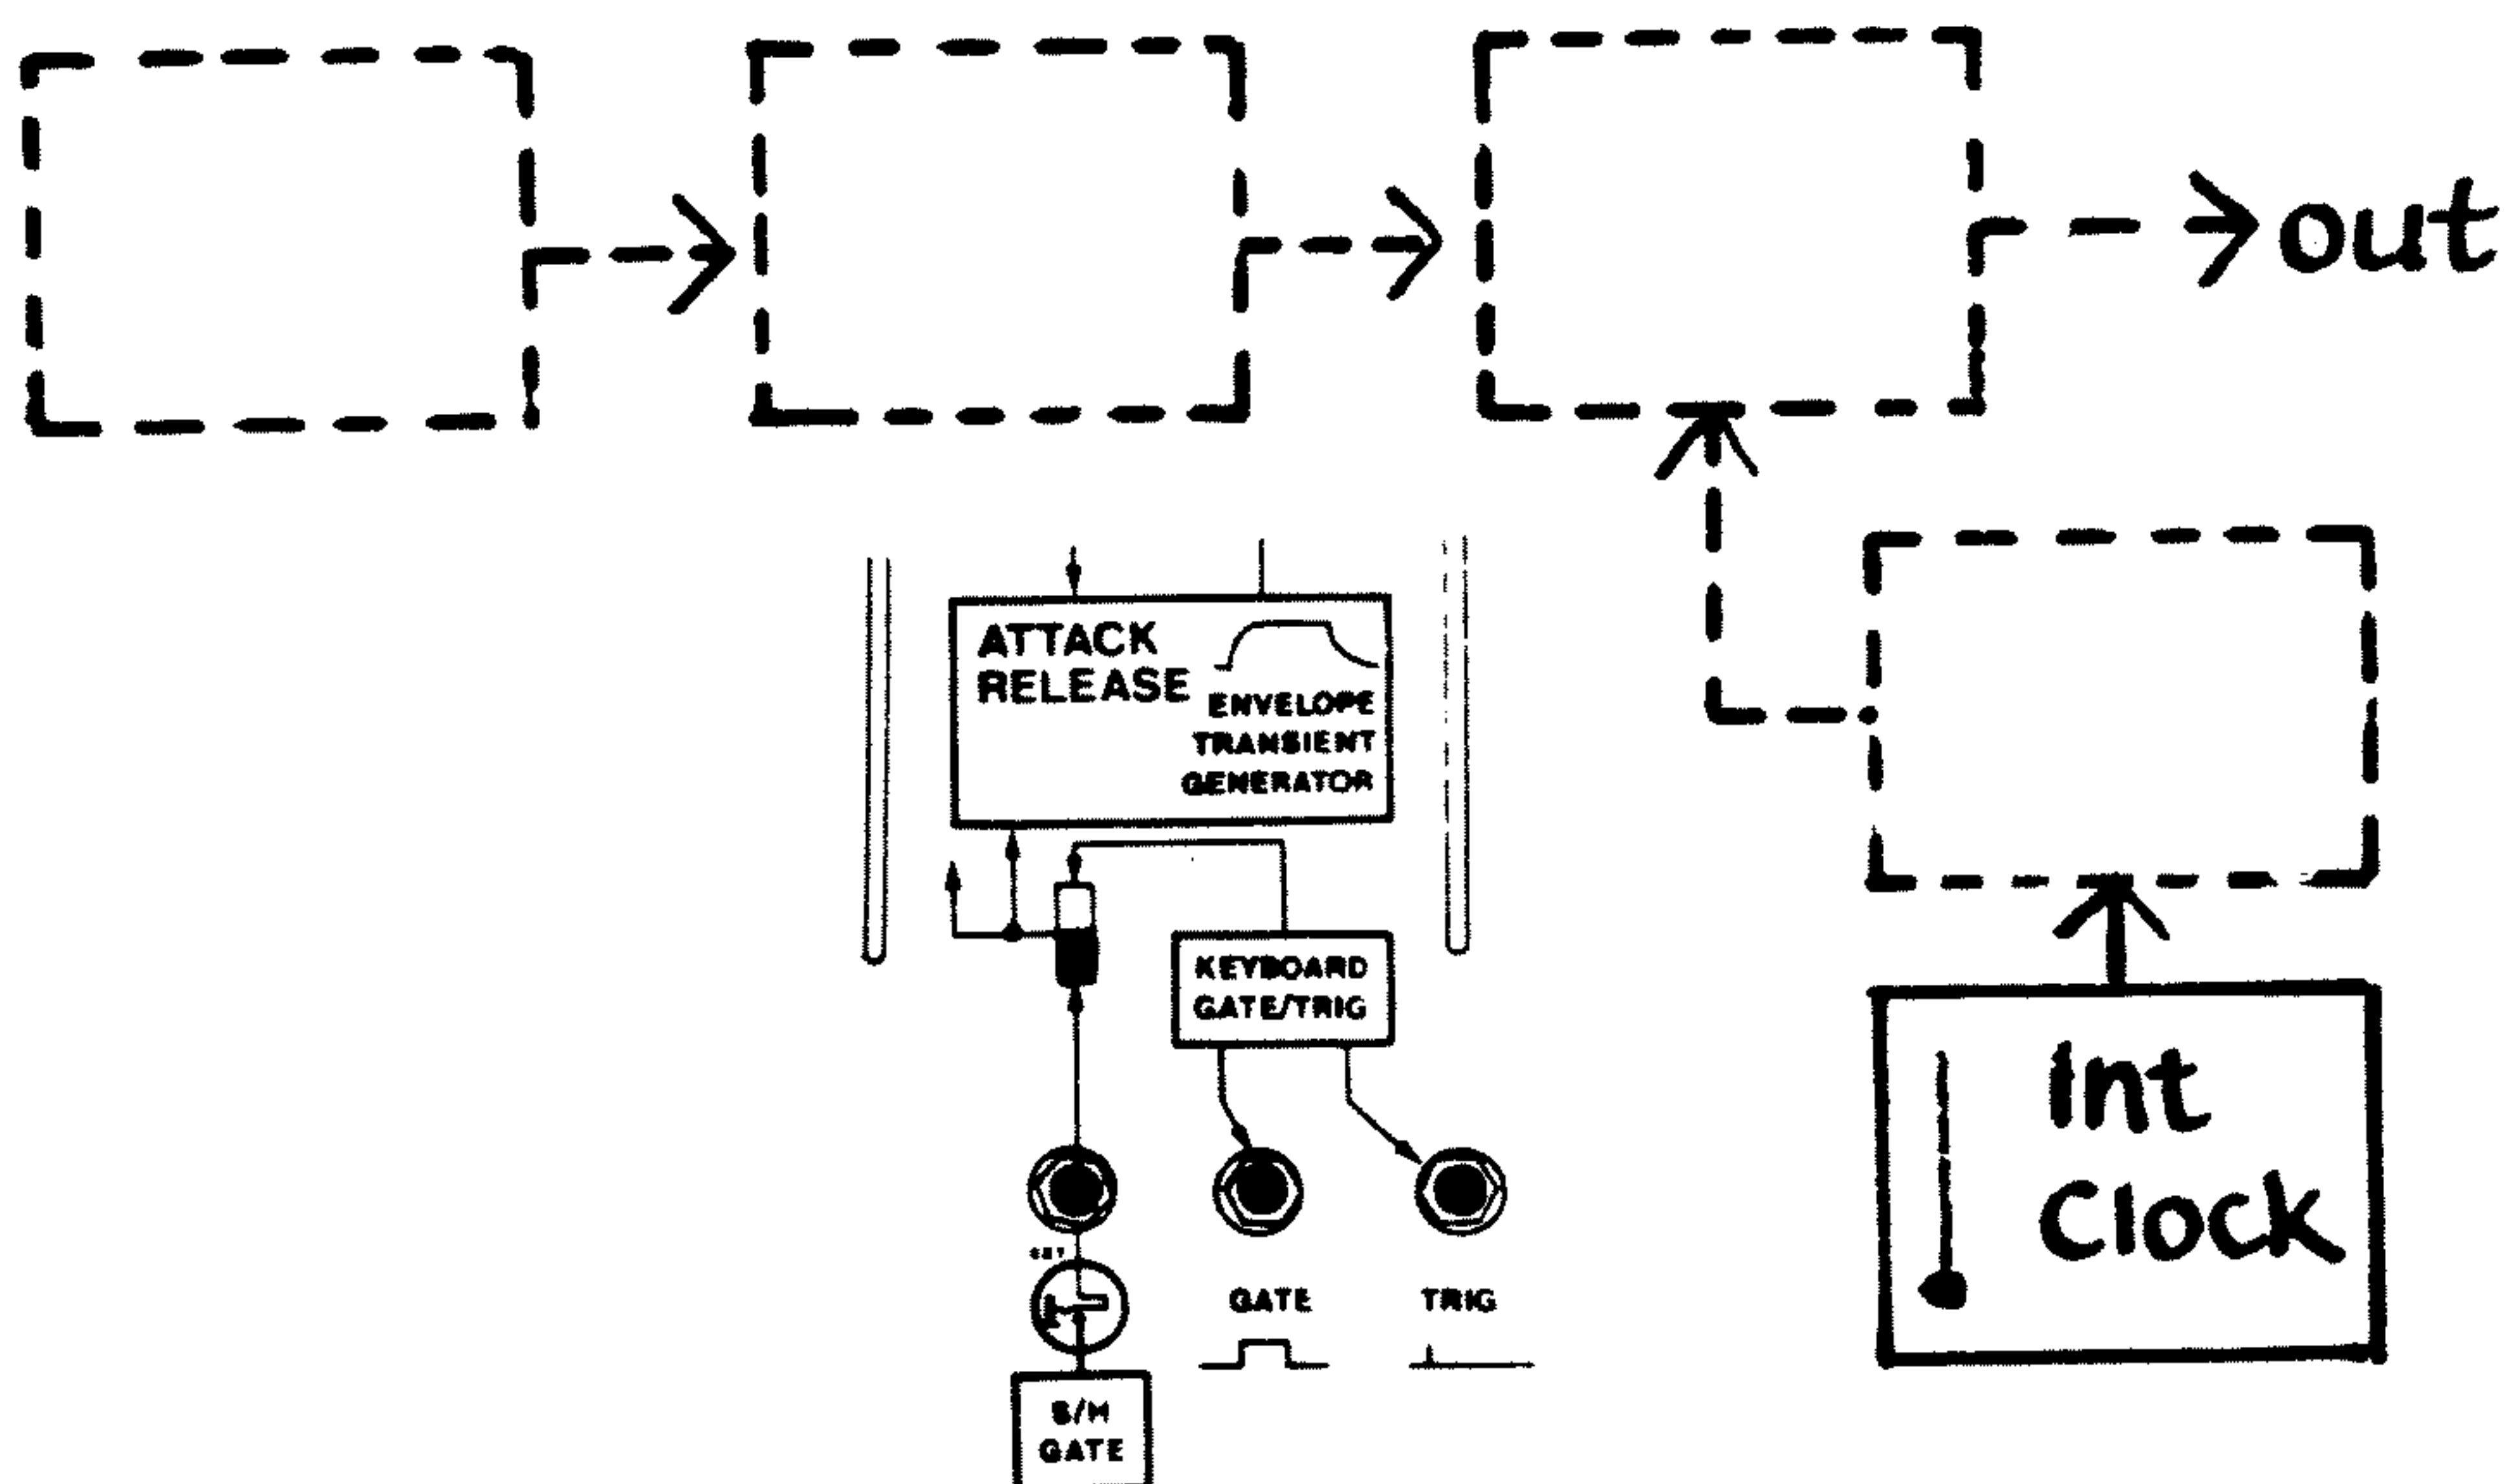 out
ATTACK
RELEASE
ENVELOPE
TRANSIENT
GENERATOR
KEYBOARD
GATE/TRIG
Int
Clock
GATE
TRIG
S/H
GATE